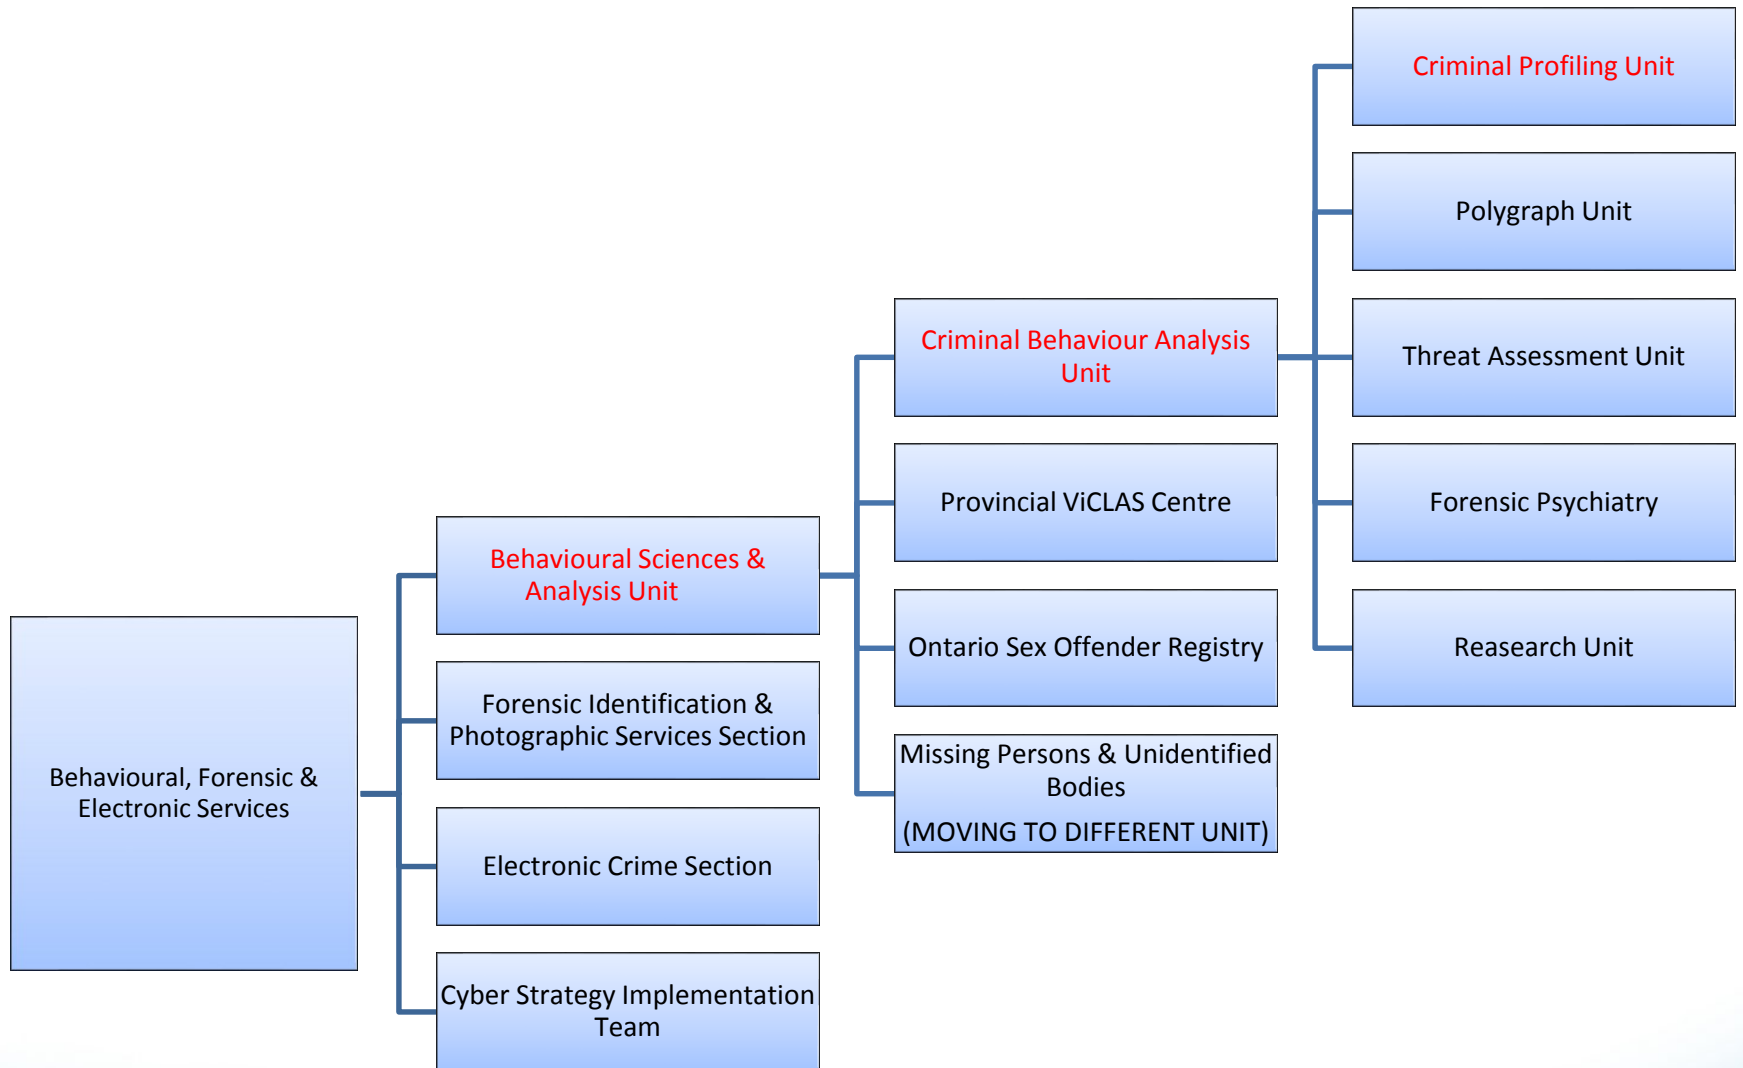 Behavioural, Forensic &
Electronic Services
Behavioural Sciences &
Analysis Unit
Forensic Identification &
Photographic Services Section
Electronic Crime Section
Cyber Strategy Implementation
Team
Criminal Behaviour Analysis
Unit
Provincial ViCLAS Centre
Ontario Sex Offender Registry
Missing Persons & Unidentified
Bodies
(MOVING TO DIFFERENT UNIT)
Criminal Profiling Unit
Polygraph Unit
Threat Assessment Unit
Forensic Psychiatry
Reasearch Unit